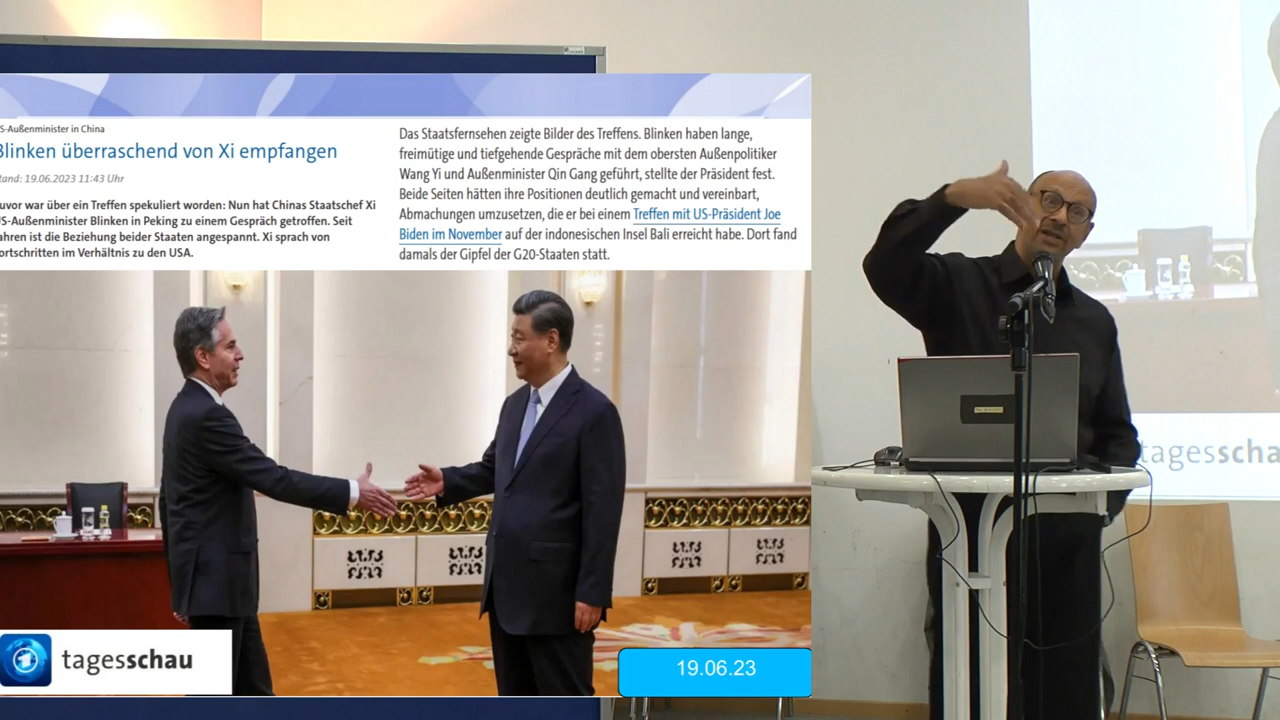 S-Außenminister in China
Blinken überraschend von Xi empfangen
tand: 19.06.2023 11:43 Uhr
uvor war über ein Treffen spekuliert worden: Nun hat Chinas Staatschef Xi
US-Außenminister Blinken in Peking zu einem Gespräch getroffen. Seit
ahren ist die Beziehung beider Staaten angespannt. Xi sprach von
ortschritten im Verhältnis zu den USA.
Das Staatsfernsehen zeigte Bilder des Treffens. Blinken haben lange,
freimütige und tiefgehende Gespräche mit dem obersten Außenpolitiker
Wang Yi und Außenminister Qin Gang geführt, stellte der Präsident fest.
Beide Seiten hätten ihre Positionen deutlich gemacht und vereinbart,
Abmachungen umzusetzen, die er bei einem Treffen mit US-Präsident Joe
Biden im November auf der indonesischen Insel Bali erreicht habe. Dort fand
damals der Gipfel der G20-Staaten statt.
tagesschau
19.06.23
tagesscha